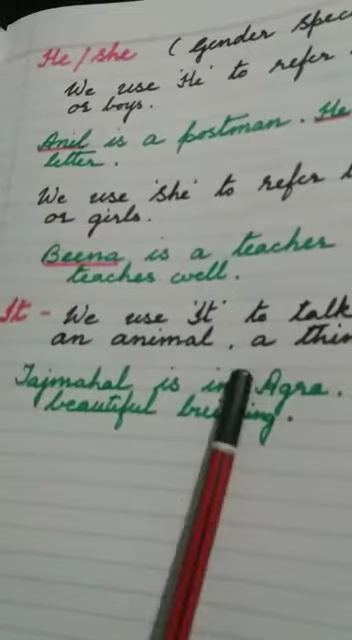 He/she (Gender spec
We use 'He' to refer
or boys.
Anil is a postman. He
letter.
We use 'she' to refer
or girls.
Beena is a teacher
teaches well.
It - We use 'It' to talk
an animal, a thin
Tajmahal is in Agra.
beautiful